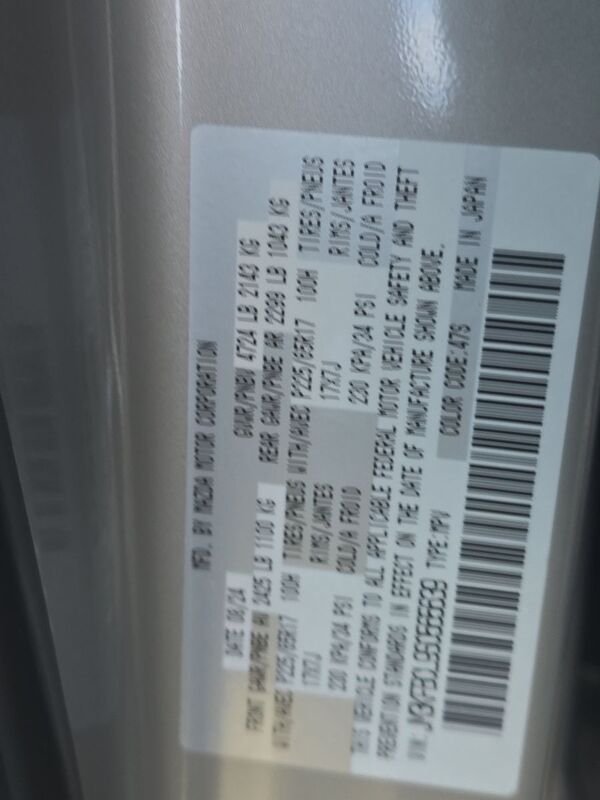 MFD. BY MAZDA MOTOR CORPORATION
DATE 08/24 GVWR/PNBV 4724 LB 2143 KG
FRONT GAWR/PNBE AV 2425 LB 1100 KG REAR GAWR/PNBE AR 2299 LB 1043 KG
WITH/AVEC P225/65R17 100H TIRES/PNEUS WITH/AVEC P225/65R17 100H TIRES/PNEUS
17X7J RIMS/JANTES 17X7J RIMS/JANTES
230 KPA/34 PSI COLD/A FROID 230 KPA/34 PSI COLD/A FROID
THIS VEHICLE CONFORMS TO ALL APPLICABLE FEDERAL MOTOR VEHICLE SAFETY AND THEFT
PREVENTION STANDARDS IN EFFECT ON THE DATE OF MANUFACTURE SHOWN ABOVE.
VIN: TYPE:MPV COLOR CODE:47S MADE IN JAPAN